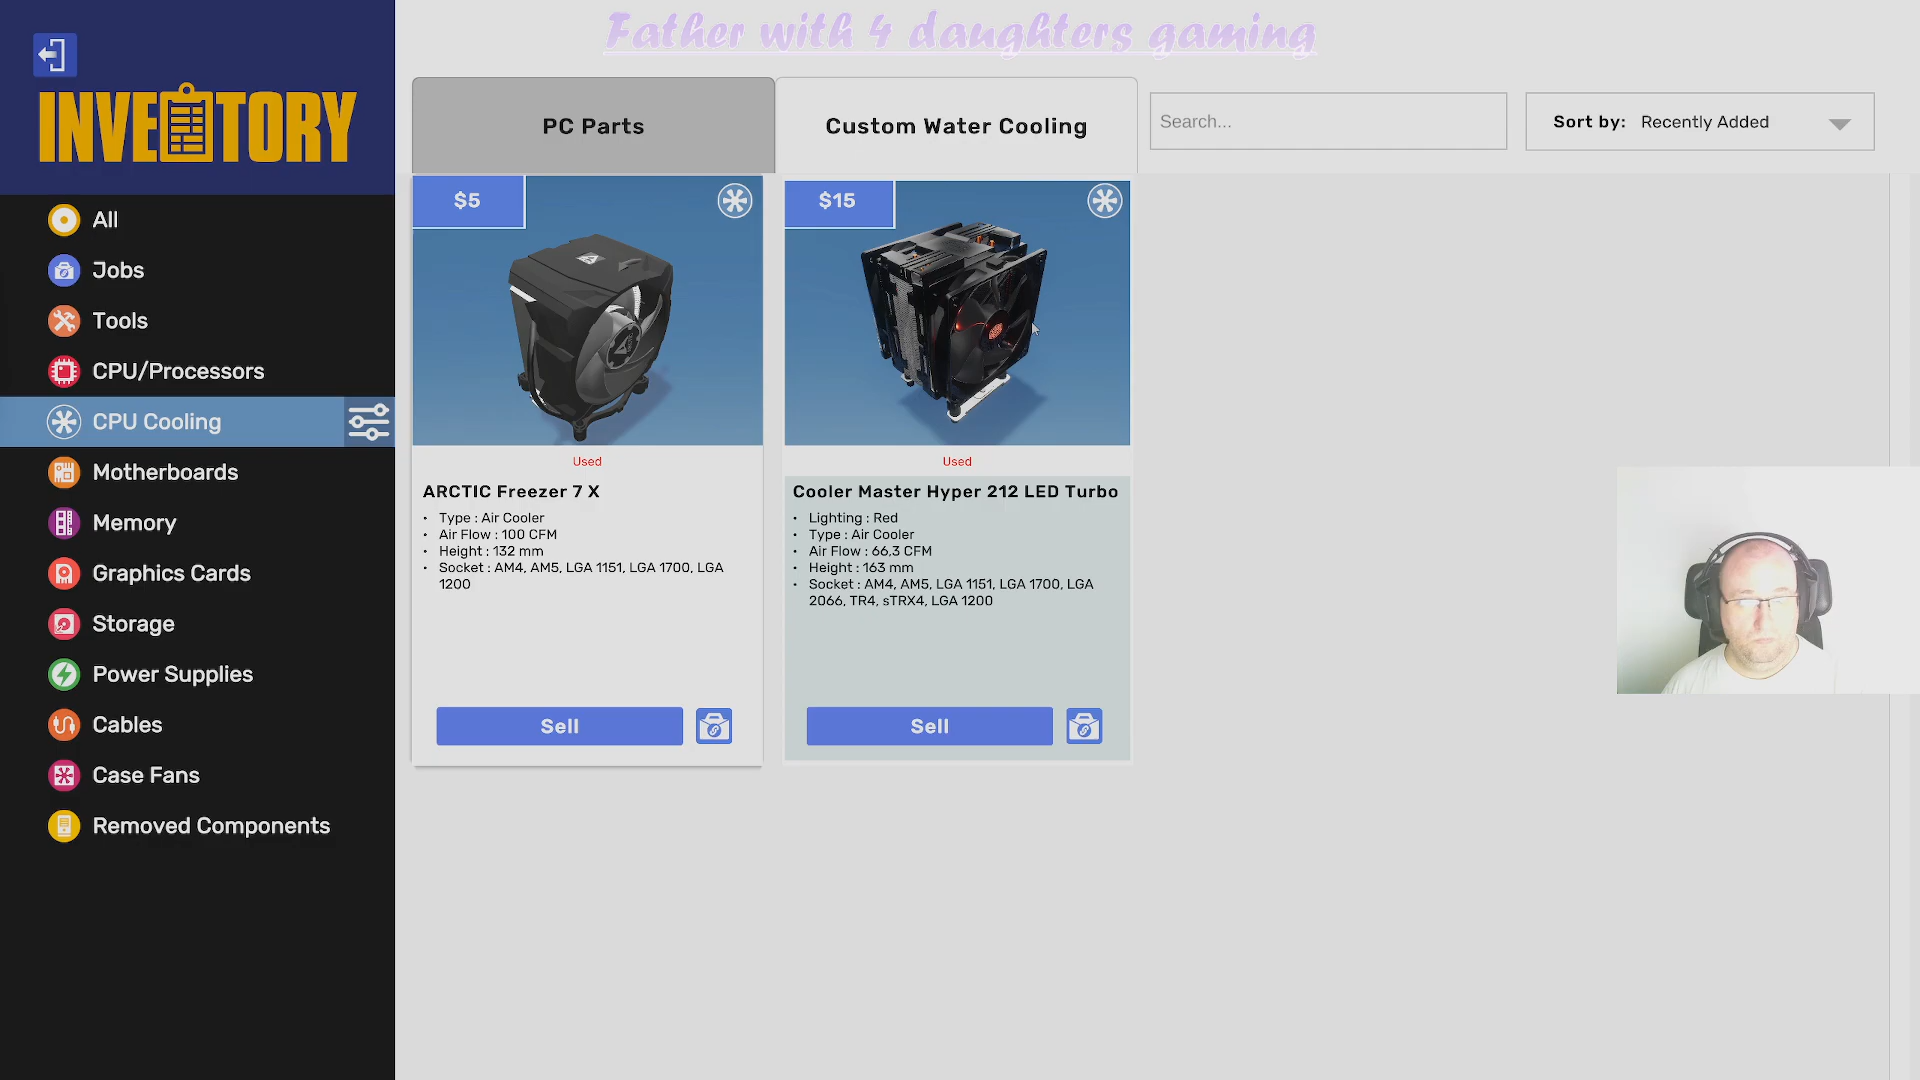 Father with 4 daughters gaming
INVENTORY
PC Parts
Custom Water Cooling
Search...
Sort by: Recently Added
All
Jobs
Tools
CPU/Processors
CPU Cooling
Motherboards
Memory
Graphics Cards
Storage
Power Supplies
Cables
Case Fans
Removed Components
$5
Used
ARCTIC Freezer 7 X
• Type : Air Cooler
• Air Flow : 100 CFM
• Height : 132 mm
• Socket : AM4, AM5, LGA 1151, LGA 1700, LGA
1200
Sell
$15
Used
Cooler Master Hyper 212 LED Turbo
• Lighting : Red
• Type : Air Cooler
• Air Flow : 66.3 CFM
• Height : 163 mm
• Socket : AM4, AM5, LGA 1151, LGA 1700, LGA
2066, TR4, sTRX4, LGA 1200
Sell